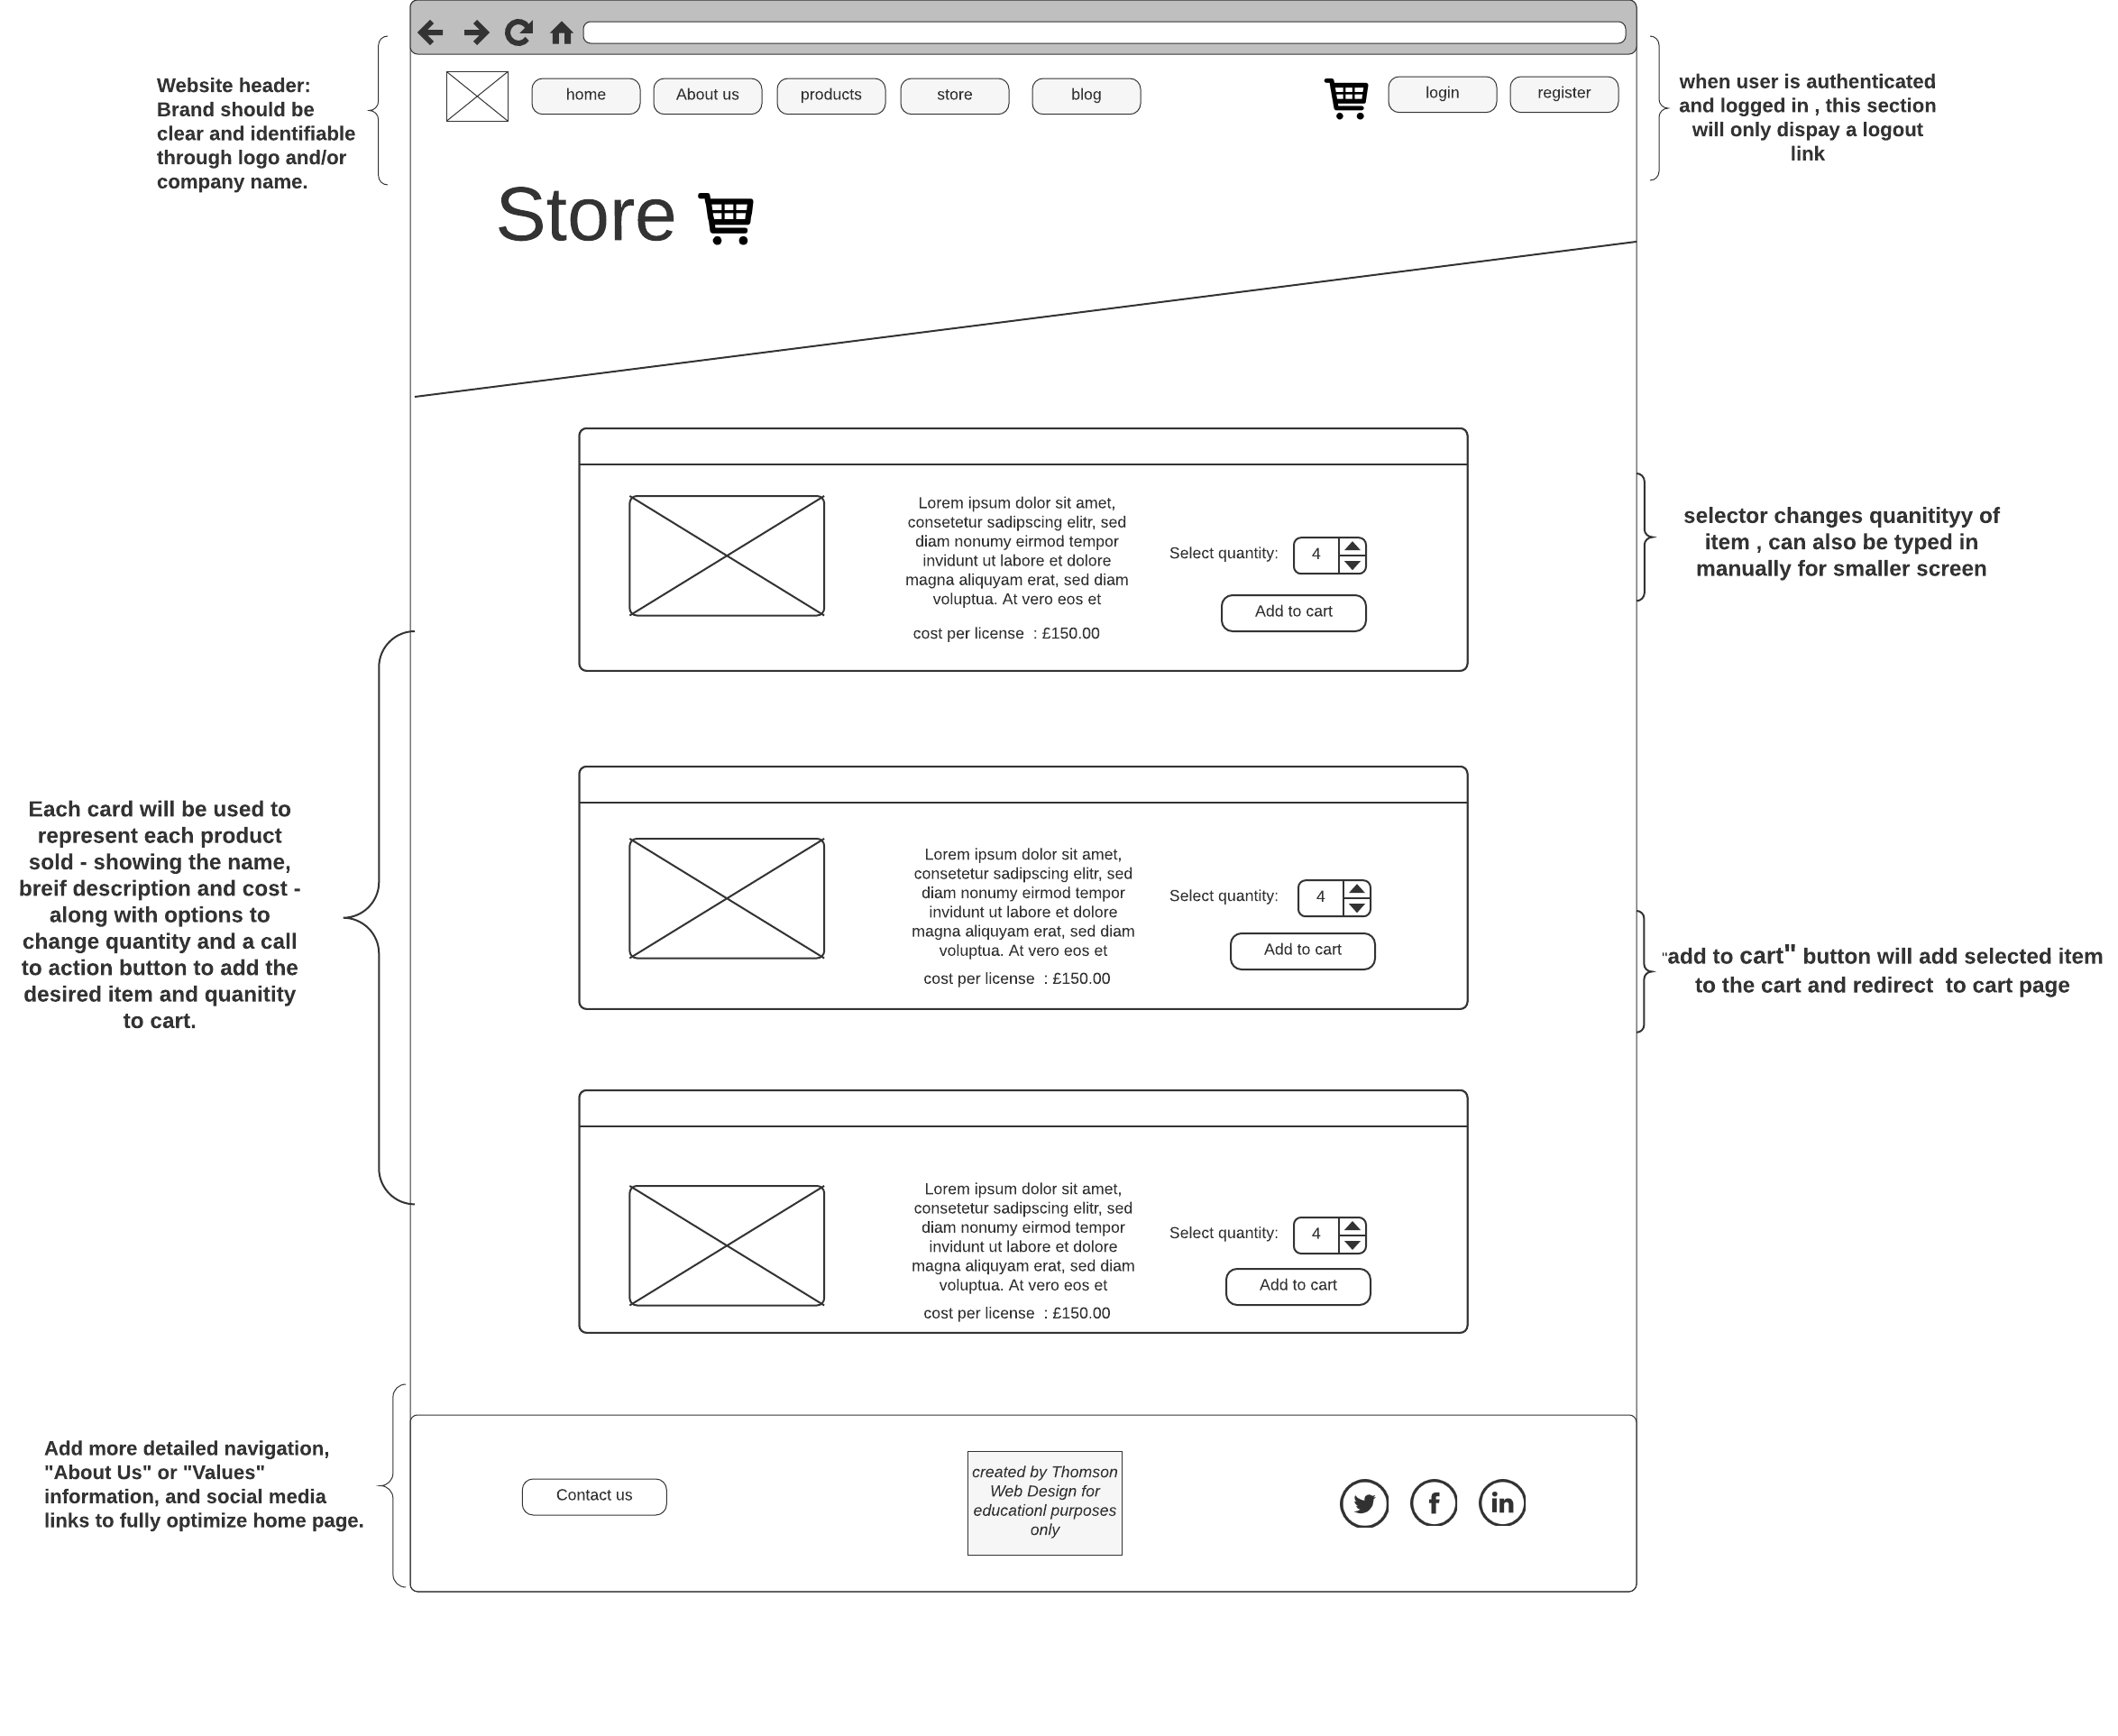 Website header:
Brand should be
clear and identifiable
through logo and/or
company name.
home
About us
products
store
blog
login
register
when user is authenticated
and logged in , this section
will only dispay a logout
link
Store
Lorem ipsum dolor sit amet,
consetetur sadipscing elitr, sed
diam nonumy eirmod tempor
invidunt ut labore et dolore
magna aliquyam erat, sed diam
voluptua. At vero eos et
cost per license  : £150.00
Select quantity:
4
Add to cart
selector changes quanitityy of
item , can also be typed in
manually for smaller screen
Each card will be used to
represent each product
sold - showing the name,
breif description and cost -
along with options to
change quantity and a call
to action button to add the
desired item and quanitity
to cart.
Lorem ipsum dolor sit amet,
consetetur sadipscing elitr, sed
diam nonumy eirmod tempor
invidunt ut labore et dolore
magna aliquyam erat, sed diam
voluptua. At vero eos et
cost per license  : £150.00
Select quantity:
4
Add to cart
"add to cart" button will add selected item
to the cart and redirect  to cart page
Lorem ipsum dolor sit amet,
consetetur sadipscing elitr, sed
diam nonumy eirmod tempor
invidunt ut labore et dolore
magna aliquyam erat, sed diam
voluptua. At vero eos et
cost per license  : £150.00
Select quantity:
4
Add to cart
Add more detailed navigation,
"About Us" or "Values"
information, and social media
links to fully optimize home page.
Contact us
created by Thomson
Web Design for
educationl purposes
only